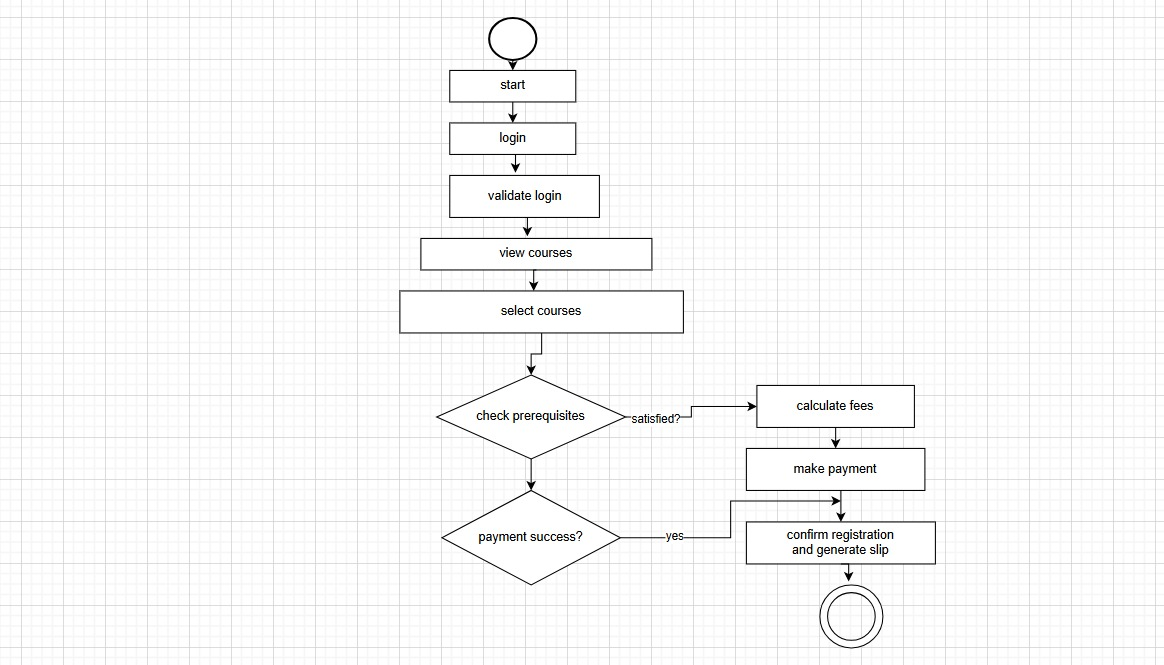 start
login
validate login
view courses
select courses
check prerequisites
satisfied?
calculate fees
make payment
payment success?
yes
confirm registration
and generate slip